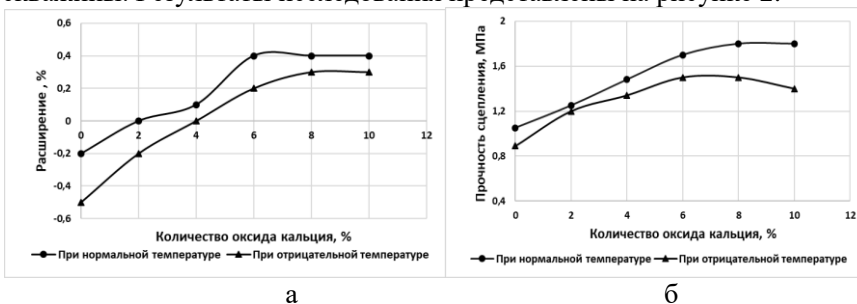 скважины. Результаты исследования представлены на рисунке 2.
0,6
0,4
0,2
0
-0,2
-0,4
-0,6
0
2
4
6
8
10
12
Расширение , %
Количество оксида кальция, %
При нормальной температуре
При отрицательной температуре
а
2
1,6
1,2
0,8
0,4
0
2
4
6
8
10
12
Прочность сцепления, МПа
Количество оксида кальция, %
При нормальной температуре
При отрицательной температуре
б